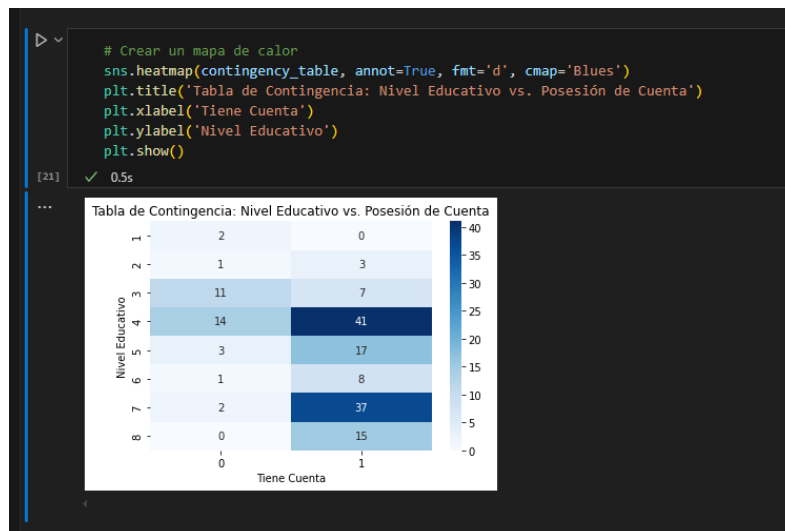 # Crear un mapa de calor
sns.heatmap(contingency_table, annot=True, fmt='d', cmap='Blues')
plt.title('Tabla de Contingencia: Nivel Educativo vs. Posesión de Cuenta')
plt.xlabel('Tiene Cuenta')
plt.ylabel('Nivel Educativo')
plt.show()
[21] ✓ 0.5s
...
Tabla de Contingencia: Nivel Educativo vs. Posesión de Cuenta
1 2 0
2 1 3
3 11 7
4 14 41
5 3 17
6 1 8
7 2 37
8 0 15
Nivel Educativo
0 1
Tiene Cuenta
40
35
30
25
20
15
10
5
0